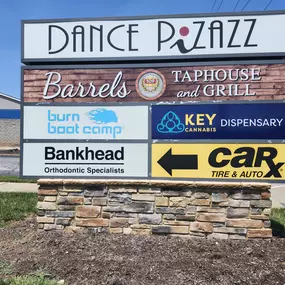 DANCE PiZAZZ
Barrels TAPHOUSE
and GRILL
burn
boot camp
KEY DISPENSARY
CANNABIS
Bankhead
Orthodontic Specialists
CARx
TIRE & AUTO